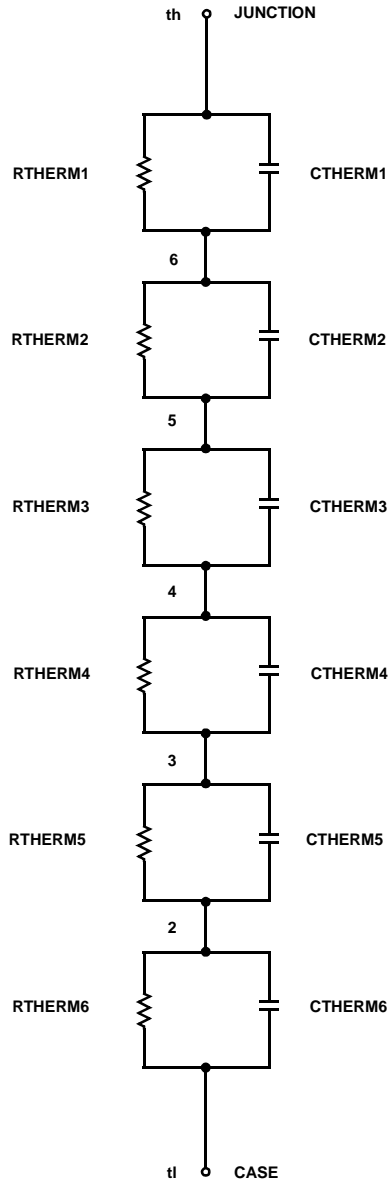 th JUNCTION
RTHERM1 CTHERM1
6
RTHERM2 CTHERM2
5
RTHERM3 CTHERM3
4
RTHERM4 CTHERM4
3
RTHERM5 CTHERM5
2
RTHERM6 CTHERM6
tl CASE